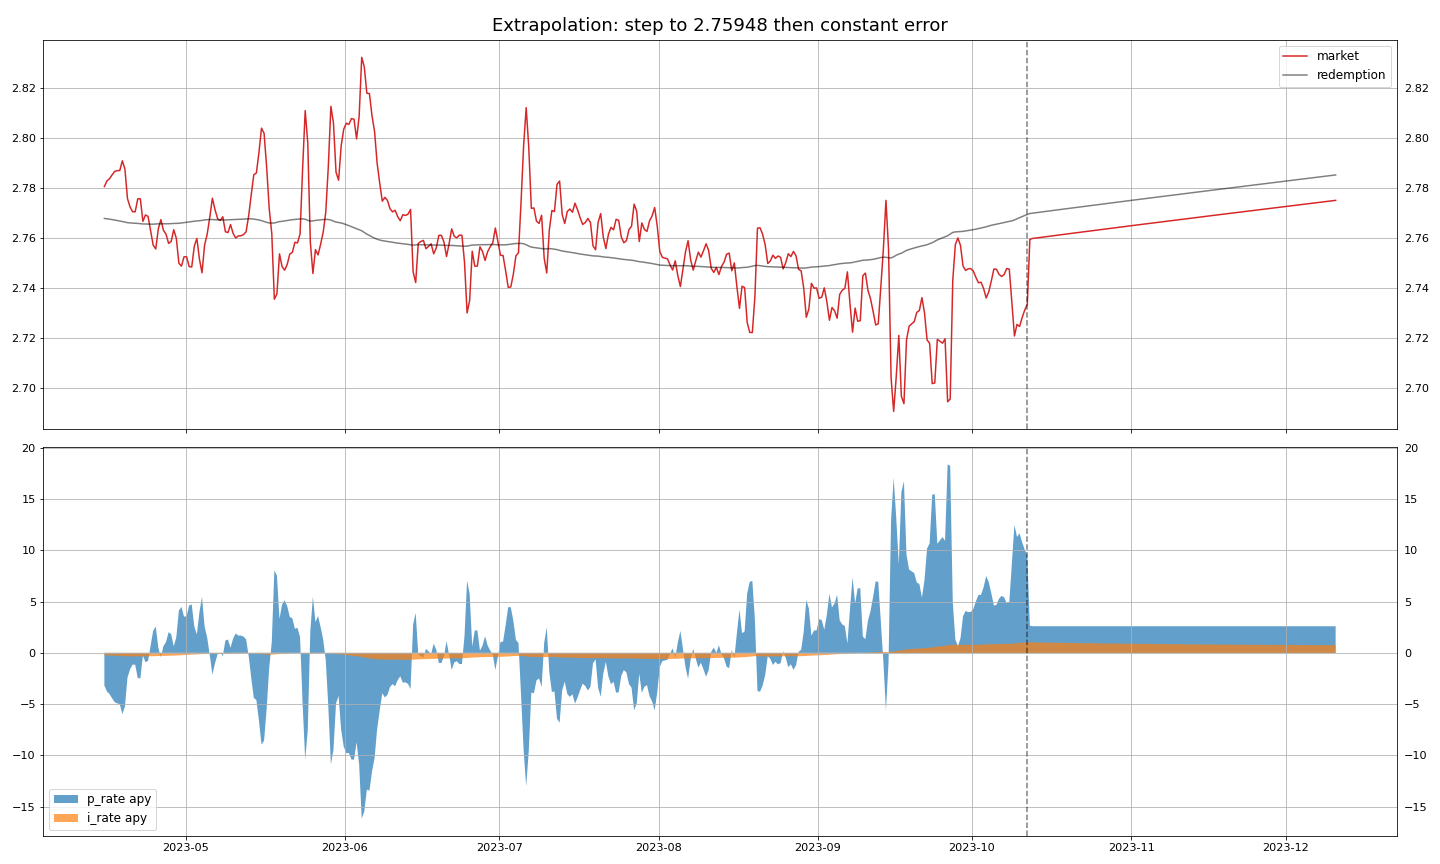 Extrapolation: step to 2.75948 then constant error
market
redemption
2.82 2.82
2.80 2.80
2.78 2.78
2.76 2.76
2.74 2.74
2.72 2.72
2.70 2.70
20 20
15 15
10 10
5 5
0 0
−5 −5
−10 −10
−15 −15
p_rate apy
i_rate apy
2023-05 2023-06 2023-07 2023-08 2023-09 2023-10 2023-11 2023-12